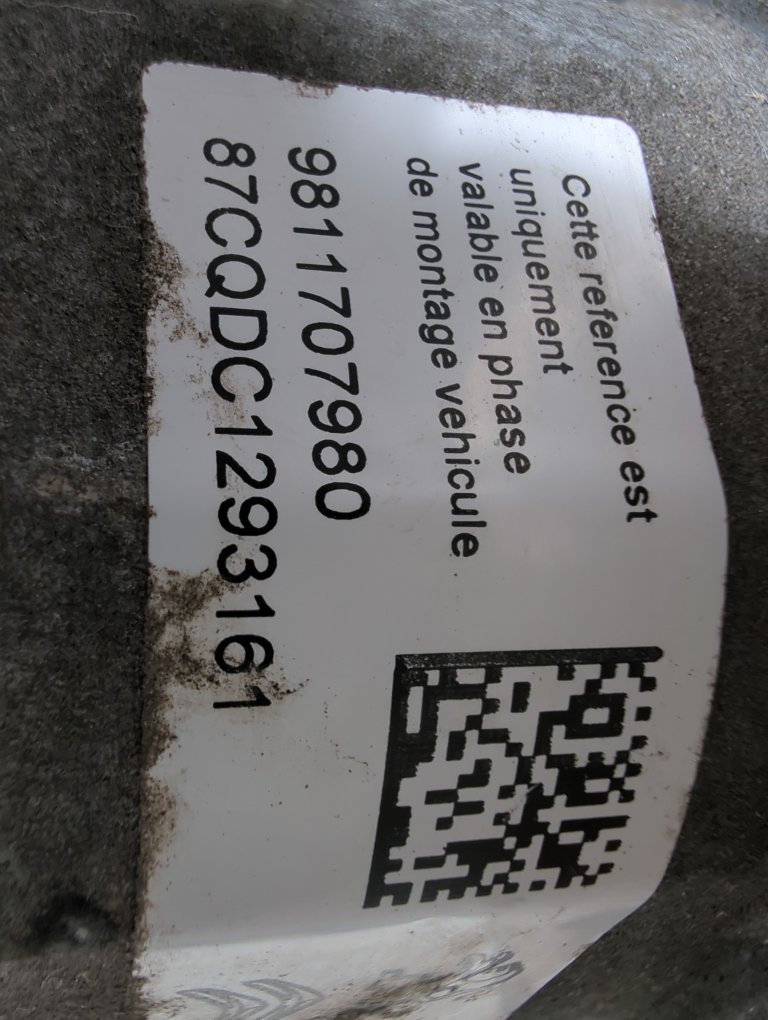 Cette reference est
uniquement
valable en phase
de montage vehicule
9811707980
87CQDC1293161